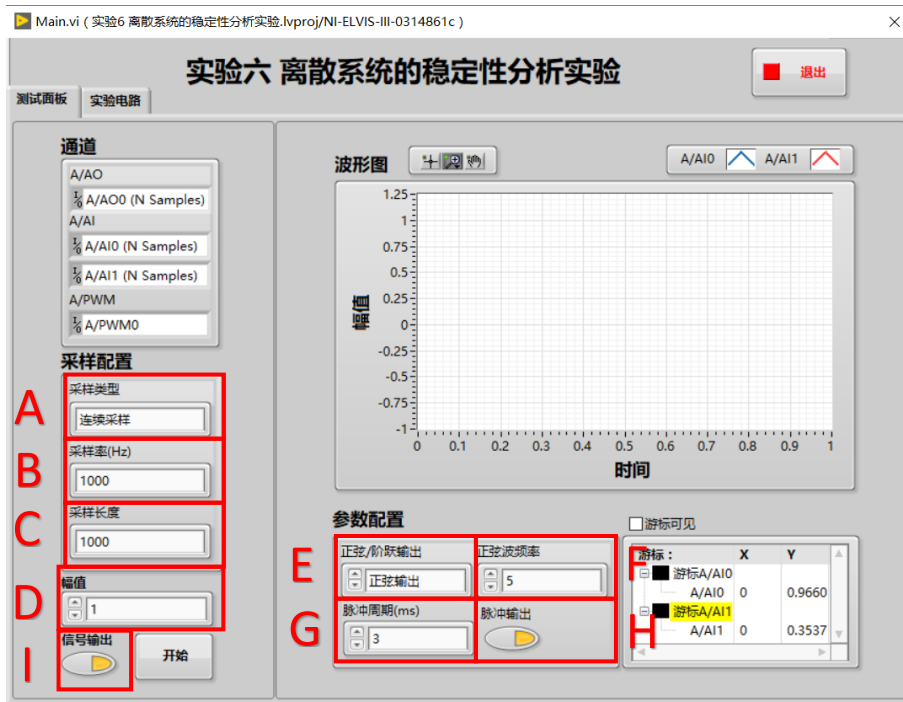 Main.vi（实验6 离散系统的稳定性分析实验.lvproj/NI-ELVIS-III-0314861c）
实验六 离散系统的稳定性分析实验
退出
测试面板
实验电路
通道
A/AO
A/AO0 (N Samples)
A/AI
A/AI0 (N Samples)
A/AI1 (N Samples)
A/PWM
A/PWM0
采样配置
A
采样类型
连续采样
B
采样率(Hz)
1000
C
采样长度
1000
D
幅值
1
I
信号输出
开始
波形图
A/AI0
A/AI1
1.25
1
0.75
0.5
0.25
0
-0.25
-0.5
-0.75
-1
幅值
0 0.1 0.2 0.3 0.4 0.5 0.6 0.7 0.8 0.9 1
时间
参数配置
E
正弦/阶跃输出
正弦输出
正弦波频率
5
F
G
脉冲周期(ms)
3
脉冲输出
H
游标可见
游标： X Y
游标A/AI0
A/AI0 0 0.9660
游标A/AI1
A/AI1 0 0.3537